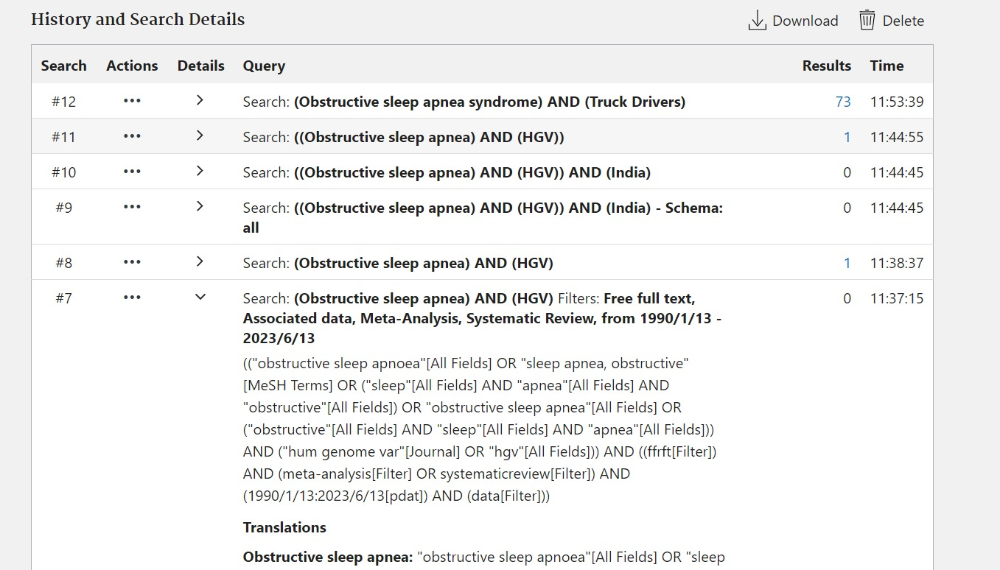 History and Search Details
Download
Delete
Search Actions Details Query Results Time
#12 ••• Search: (Obstructive sleep apnea syndrome) AND (Truck Drivers) 73 11:53:39
#11 ••• Search: ((Obstructive sleep apnea) AND (HGV)) 1 11:44:55
#10 ••• Search: ((Obstructive sleep apnea) AND (HGV)) AND (India) 0 11:44:45
#9 ••• Search: ((Obstructive sleep apnea) AND (HGV)) AND (India) - Schema: 0 11:44:45
all
#8 ••• Search: (Obstructive sleep apnea) AND (HGV) 1 11:38:37
#7 ••• Search: (Obstructive sleep apnea) AND (HGV) Filters: Free full text, 0 11:37:15
Associated data, Meta-Analysis, Systematic Review, from 1990/1/13 -
2023/6/13
(("obstructive sleep apnoea"[All Fields] OR "sleep apnea, obstructive"
[MeSH Terms] OR ("sleep"[All Fields] AND "apnea"[All Fields] AND
"obstructive"[All Fields]) OR "obstructive sleep apnea"[All Fields] OR
("obstructive"[All Fields] AND "sleep"[All Fields] AND "apnea"[All Fields]))
AND ("hum genome var"[Journal] OR "hgv"[All Fields])) AND ((ffrft[Filter])
AND (meta-analysis[Filter] OR systematicreview[Filter]) AND
(1990/1/13:2023/6/13[pdat]) AND (data[Filter]))
Translations
Obstructive sleep apnea: "obstructive sleep apnoea"[All Fields] OR "sleep